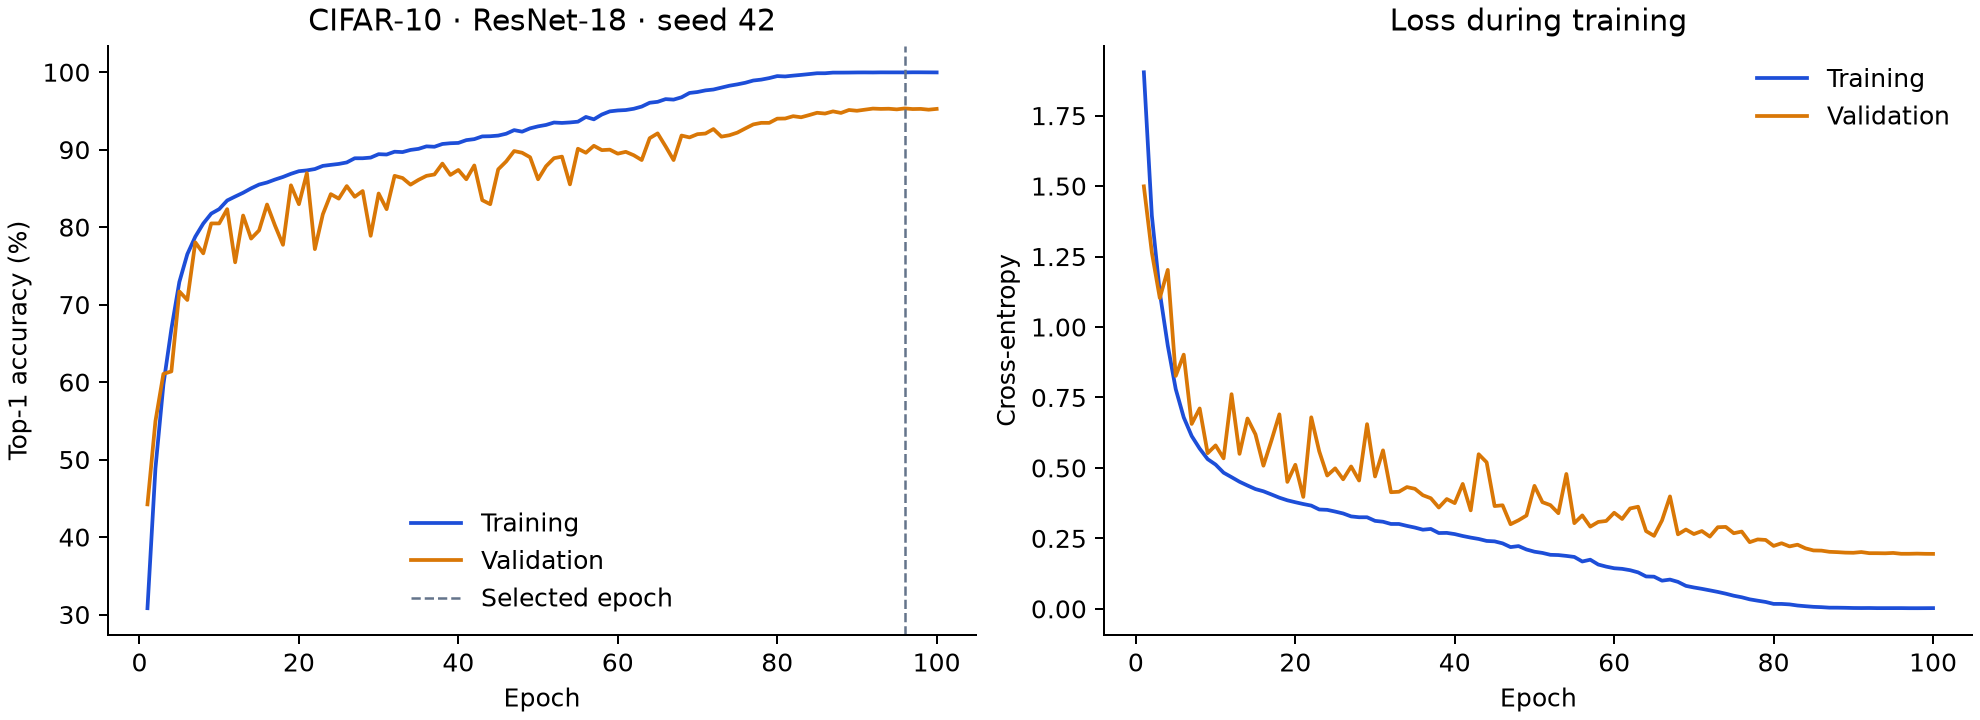 CIFAR-10 · ResNet-18 · seed 42
Top-1 accuracy (%)
100
90
80
70
60
50
40
30
Training
Validation
Selected epoch
0 20 40 60 80 100
Epoch
Loss during training
Cross-entropy
1.75
1.50
1.25
1.00
0.75
0.50
0.25
0.00
Training
Validation
0 20 40 60 80 100
Epoch